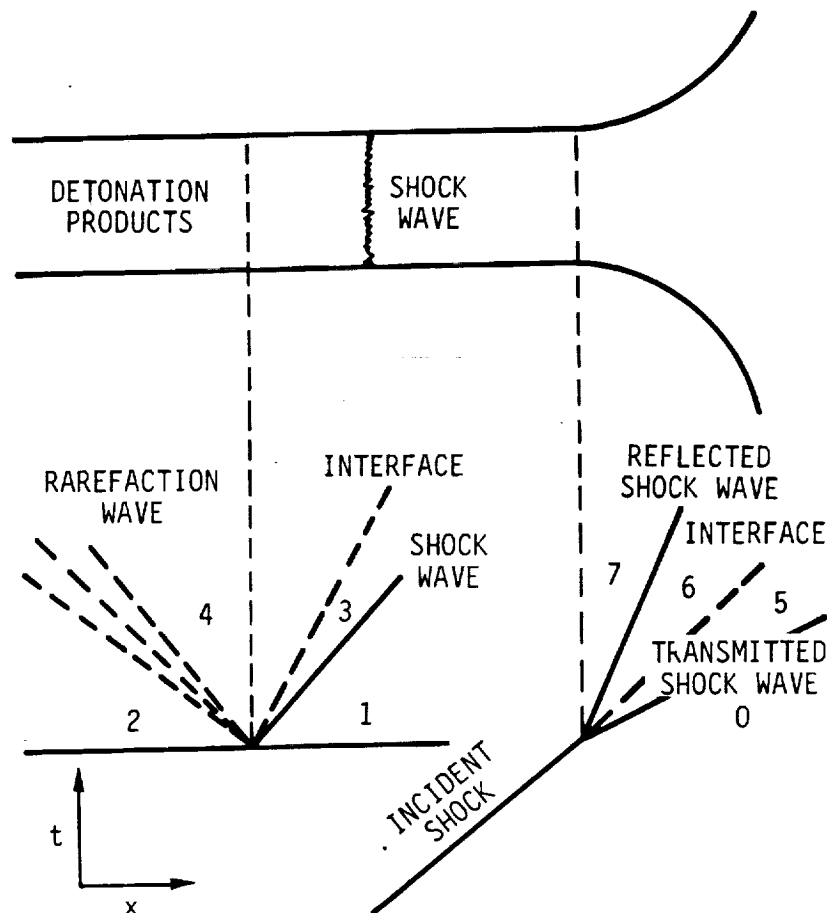 DETONATION
PRODUCTS
SHOCK
WAVE
RAREFACTION
WAVE
INTERFACE
SHOCK
WAVE
REFLECTED
SHOCK WAVE
INTERFACE
7
6
5
4
3
TRANSMITTED
SHOCK WAVE
2
1
0
INCIDENT
SHOCK
t
x